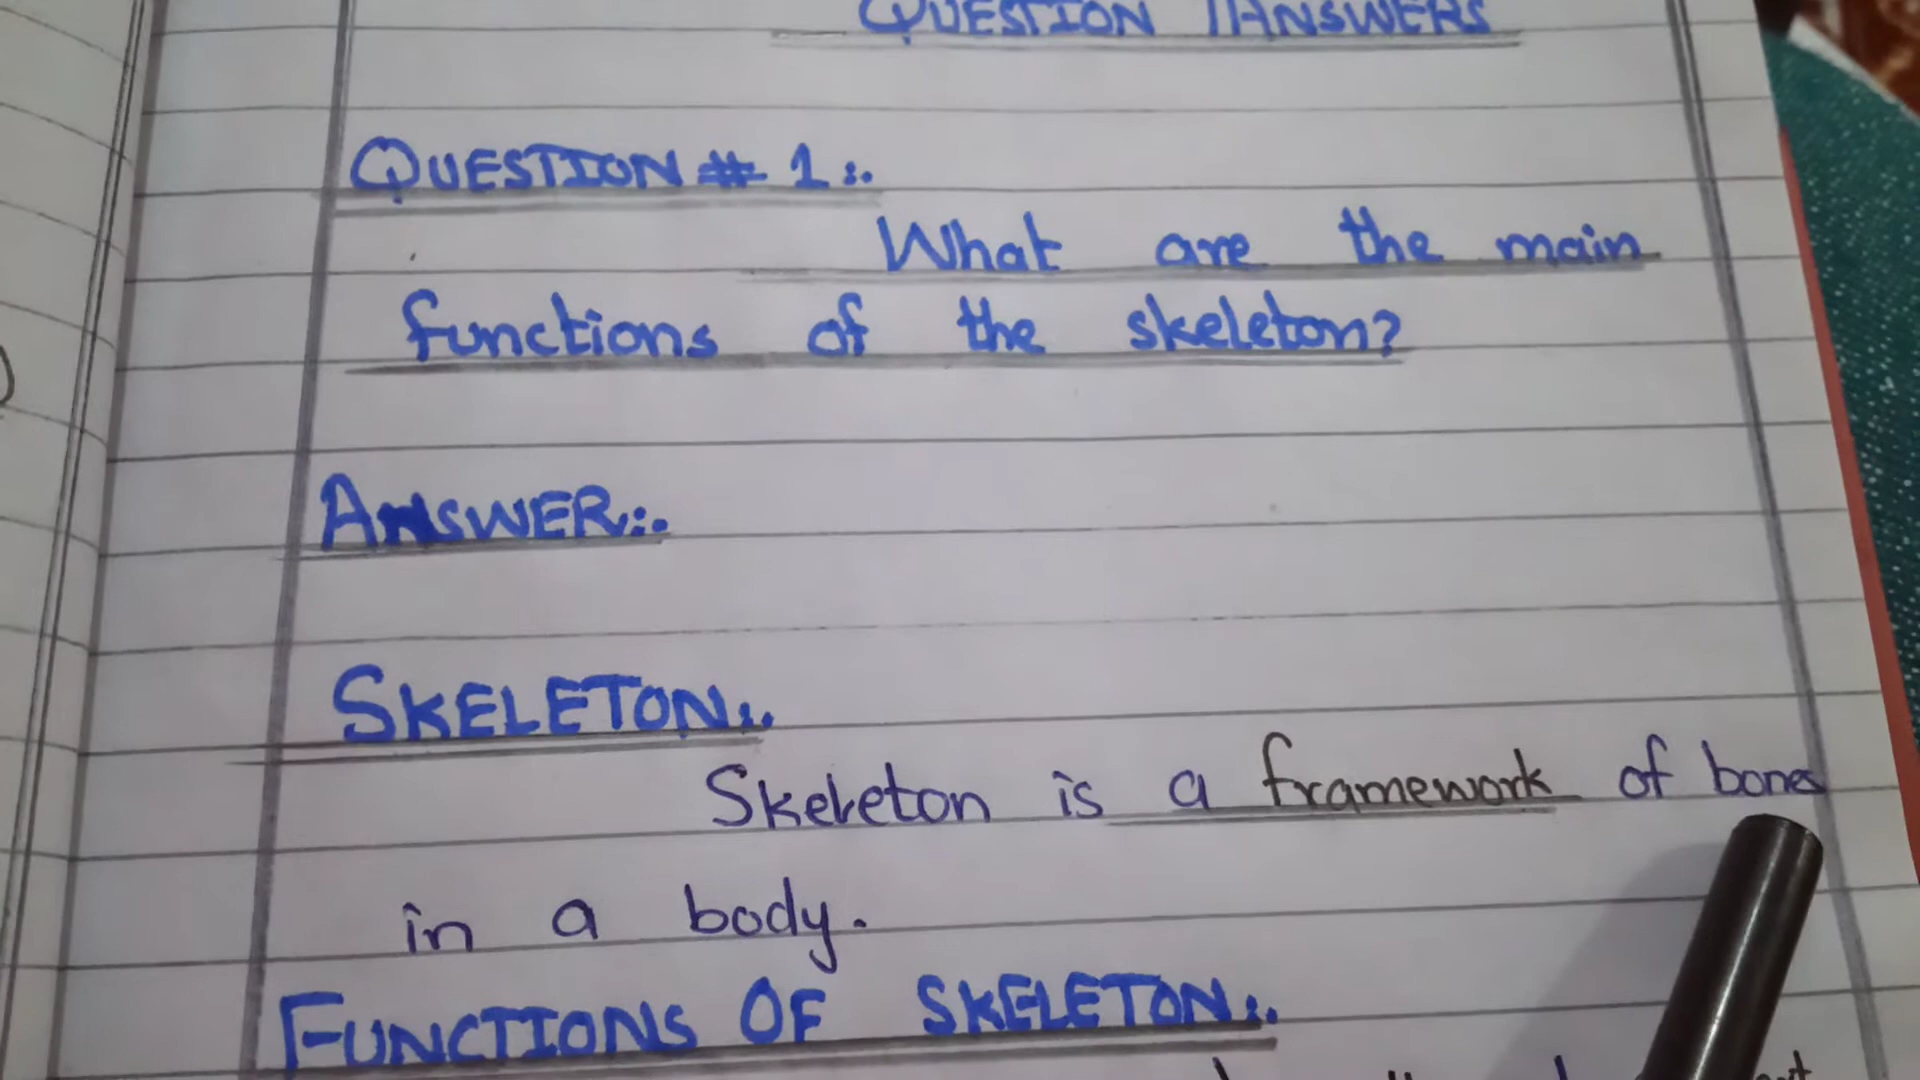 QUESTION / ANSWERS
QUESTION # 1:.
What are the main
functions of the skeleton?
ANSWER:.
SKELETON:.
Skeleton is a framework of bones
in a body.
FUNCTIONS OF SKELETON:.